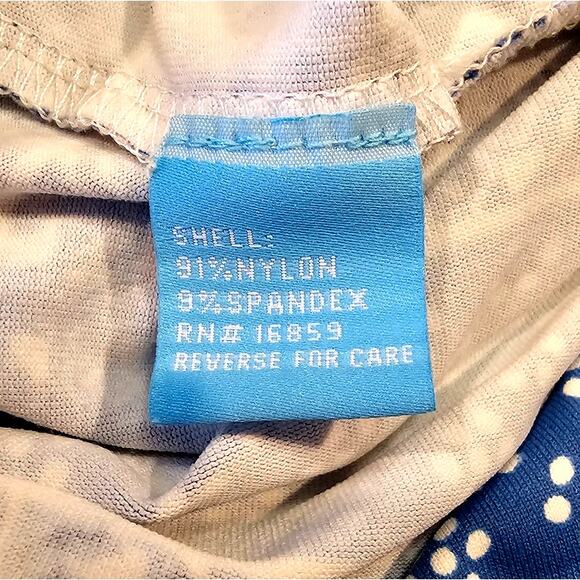 SHELL:
91%NYLON
9%SPANDEX
RN# 16859
REVERSE FOR CARE